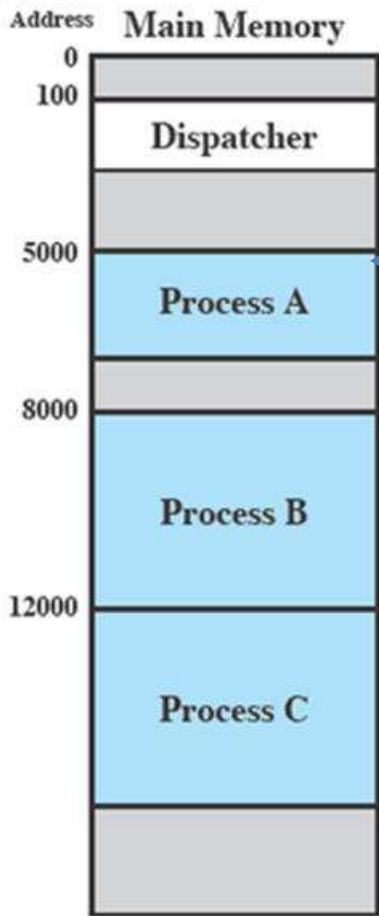 Address Main Memory
0
100
Dispatcher
5000
Process A
8000
Process B
12000
Process C